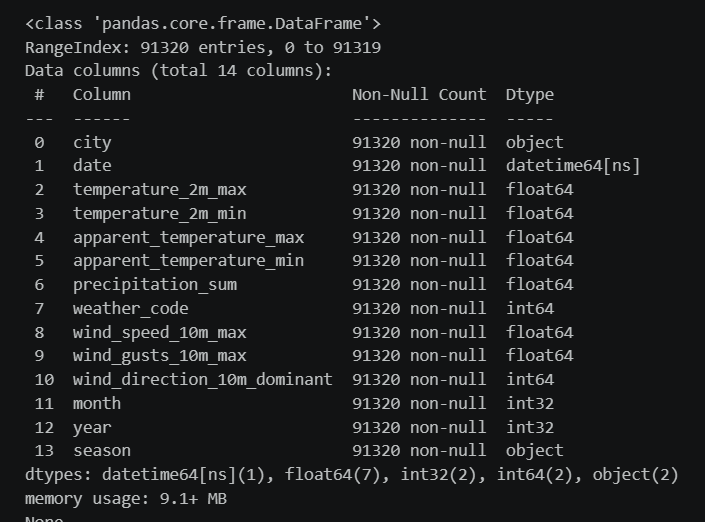 <class 'pandas.core.frame.DataFrame'>
RangeIndex: 91320 entries, 0 to 91319
Data columns (total 14 columns):
 #   Column                      Non-Null Count  Dtype
---  ------                      --------------  -----
 0   city                        91320 non-null  object
 1   date                        91320 non-null  datetime64[ns]
 2   temperature_2m_max          91320 non-null  float64
 3   temperature_2m_min          91320 non-null  float64
 4   apparent_temperature_max    91320 non-null  float64
 5   apparent_temperature_min    91320 non-null  float64
 6   precipitation_sum           91320 non-null  float64
 7   weather_code                91320 non-null  int64
 8   wind_speed_10m_max          91320 non-null  float64
 9   wind_gusts_10m_max          91320 non-null  float64
 10  wind_direction_10m_dominant 91320 non-null  int64
 11  month                       91320 non-null  int32
 12  year                        91320 non-null  int32
 13  season                      91320 non-null  object
dtypes: datetime64[ns](1), float64(7), int32(2), int64(2), object(2)
memory usage: 9.1+ MB
None